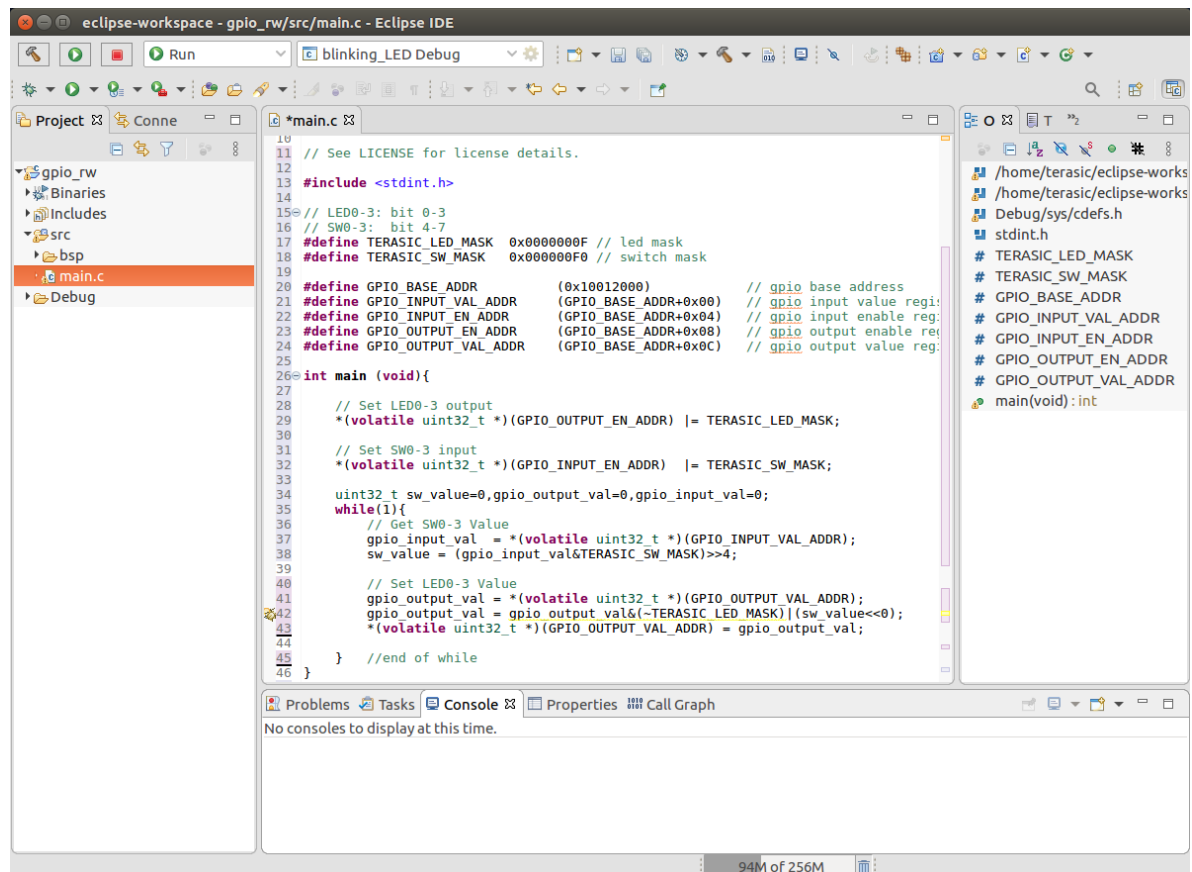 eclipse-workspace - gpio_rw/src/main.c - Eclipse IDE
Run
blinking_LED Debug
Project
Conne
gpio_rw
Binaries
Includes
src
bsp
main.c
Debug
*main.c
10
11 // See LICENSE for license details.
12
13 #include <stdint.h>
14
15 // LED0-3: bit 0-3
16 // SW0-3:  bit 4-7
17 #define TERASIC_LED_MASK  0x0000000F // led mask
18 #define TERASIC_SW_MASK   0x000000F0 // switch mask
19
20 #define GPIO_BASE_ADDR          (0x10012000)            // gpio base address
21 #define GPIO_INPUT_VAL_ADDR     (GPIO_BASE_ADDR+0x00)   // gpio input value regis
22 #define GPIO_INPUT_EN_ADDR      (GPIO_BASE_ADDR+0x04)   // gpio input enable reg
23 #define GPIO_OUTPUT_EN_ADDR     (GPIO_BASE_ADDR+0x08)   // gpio output enable reg
24 #define GPIO_OUTPUT_VAL_ADDR    (GPIO_BASE_ADDR+0x0C)   // gpio output value reg
25
26 int main (void){
27
28     // Set LED0-3 output
29     *(volatile uint32_t *)(GPIO_OUTPUT_EN_ADDR) |= TERASIC_LED_MASK;
30
31     // Set SW0-3 input
32     *(volatile uint32_t *)(GPIO_INPUT_EN_ADDR)  |= TERASIC_SW_MASK;
33
34     uint32_t sw_value=0,gpio_output_val=0,gpio_input_val=0;
35     while(1){
36         // Get SW0-3 Value
37         gpio_input_val  = *(volatile uint32_t *)(GPIO_INPUT_VAL_ADDR);
38         sw_value = (gpio_input_val&TERASIC_SW_MASK)>>4;
39
40         // Set LED0-3 Value
41         gpio_output_val = *(volatile uint32_t *)(GPIO_OUTPUT_VAL_ADDR);
42         gpio_output_val = gpio_output_val&(~TERASIC_LED_MASK)|(sw_value<<0);
43         *(volatile uint32_t *)(GPIO_OUTPUT_VAL_ADDR) = gpio_output_val;
44
45     }   //end of while
46 }
O
T
»2
/home/terasic/eclipse-works
/home/terasic/eclipse-works
Debug/sys/cdefs.h
stdint.h
# TERASIC_LED_MASK
# TERASIC_SW_MASK
# GPIO_BASE_ADDR
# GPIO_INPUT_VAL_ADDR
# GPIO_INPUT_EN_ADDR
# GPIO_OUTPUT_EN_ADDR
# GPIO_OUTPUT_VAL_ADDR
main(void) : int
Problems
Tasks
Console
Properties
Call Graph
No consoles to display at this time.
94M of 256M